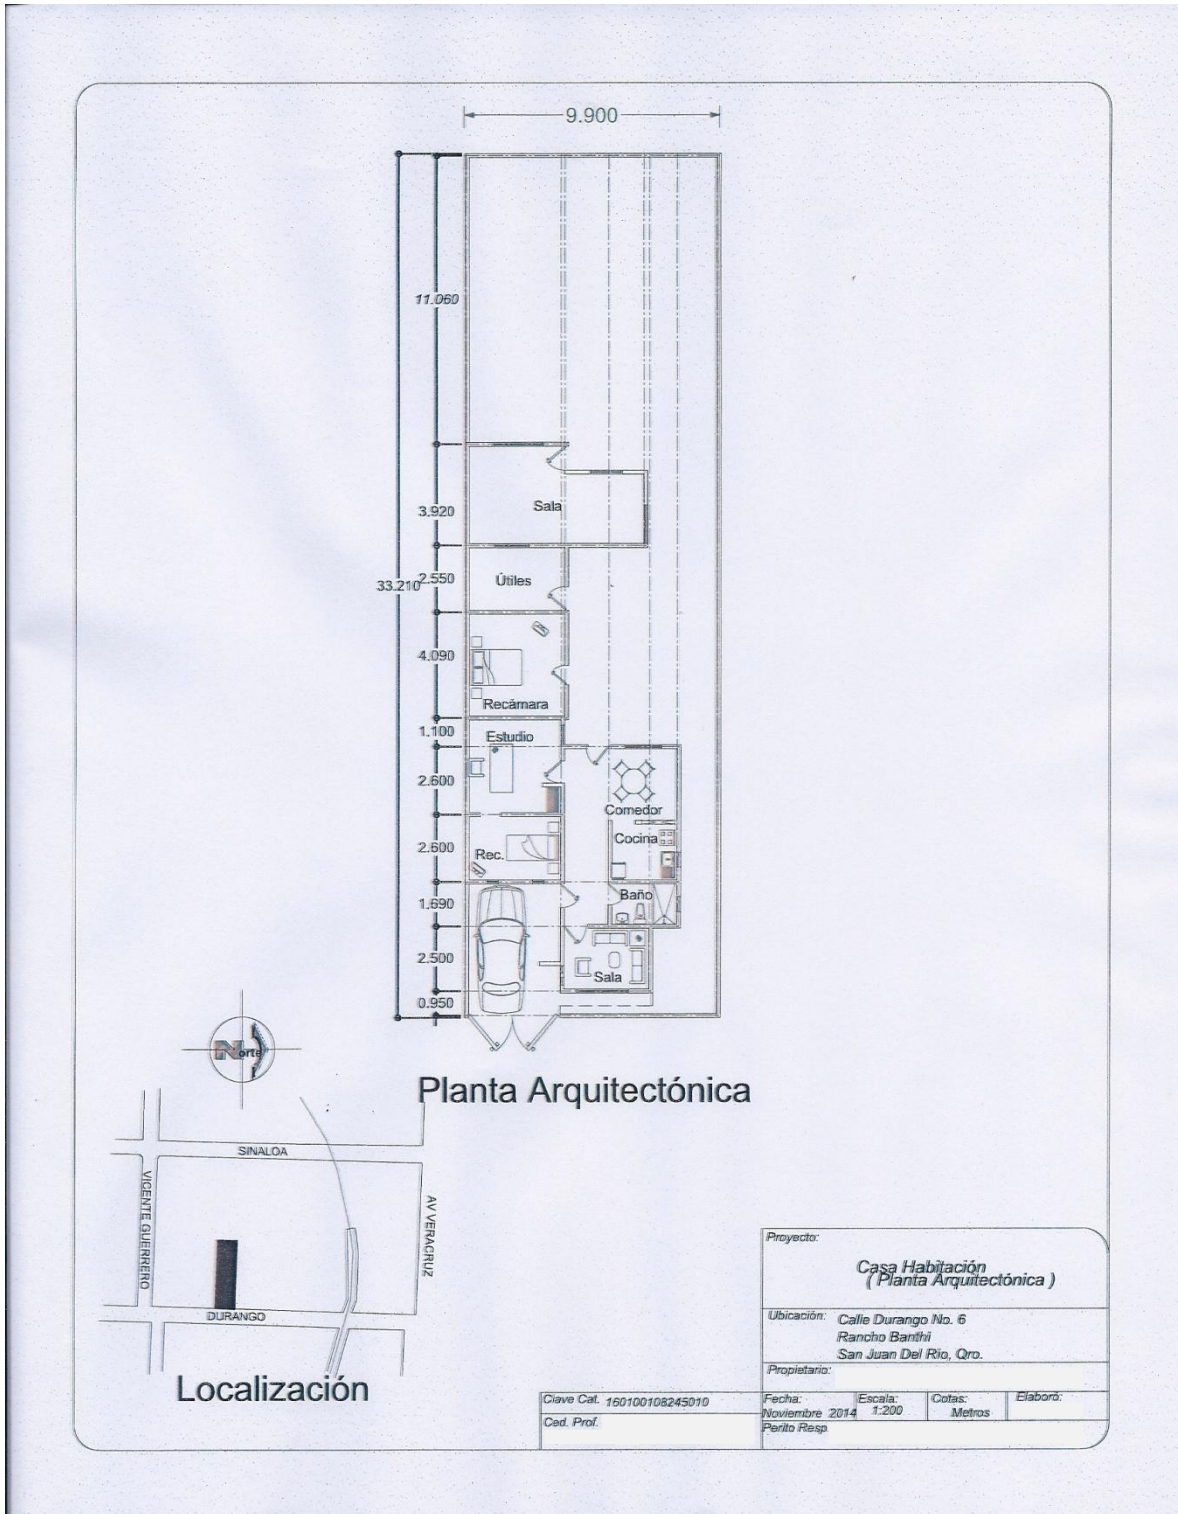 9.900
11.060
3.920
33.210
2.550
4.090
1.100
2.600
2.600
1.690
2.500
0.950
Sala
Útiles
Recámara
Estudio
Comedor
Cocina
Rec.
Baño
Sala
Norte
Planta Arquitectónica
SINALOA
VICENTE GUERRERO
AV VERACRUZ
DURANGO
Localización
Proyecto:
Casa Habitación
( Planta Arquitectónica )
Ubicación: Calle Durango No. 6
Rancho Banthi
San Juan Del Rio, Qro.
Propietario:
Clave Cat. 160100108245010
Ced. Prof.
Fecha: Noviembre 2014
Escala: 1:200
Cotas: Metros
Elaboró:
Perito Resp